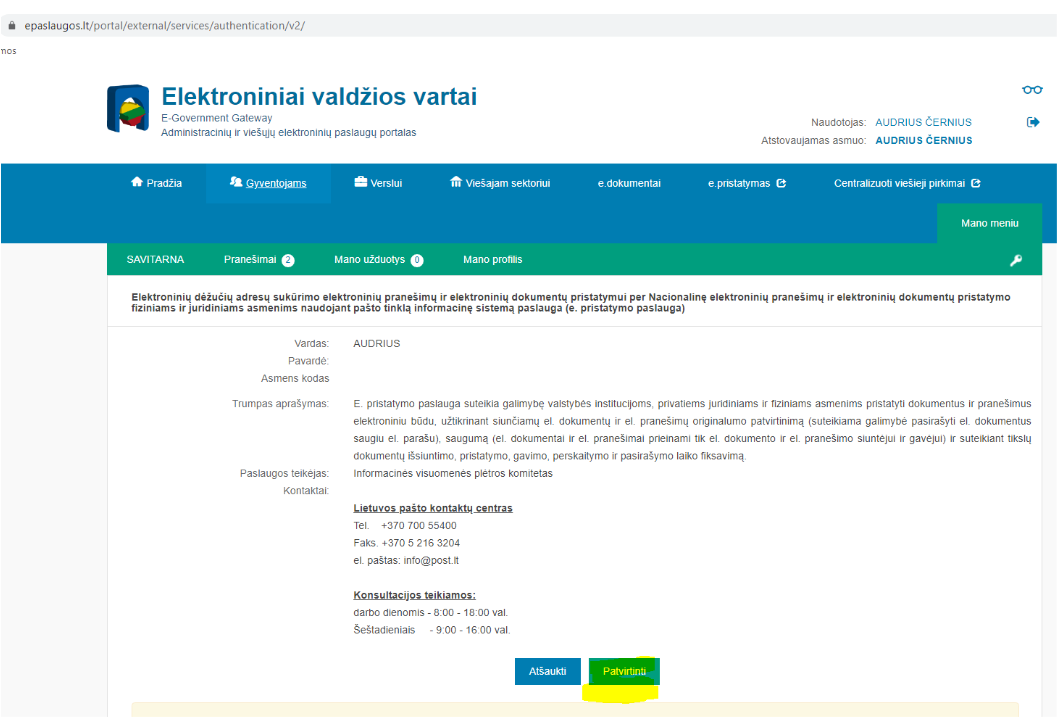 epaslaugos.lt/portal/external/services/authentication/v2/
mos
Elektroniniai valdžios vartai
E-Government Gateway
Administracinių ir viešųjų elektroninių paslaugų portalas
Naudotojas: AUDRIUS ČERNIUS
Atstovaujamas asmuo: AUDRIUS ČERNIUS
Pradžia Gyventojams Verslui Viešajam sektoriui e.dokumentai e.pristatymas Centralizuoti viešieji pirkimai
Mano meniu
SAVITARNA Pranešimai 2 Mano užduotys 0 Mano profilis
Elektroninių dėžučių adresų sukūrimo elektroninių pranešimų ir elektroninių dokumentų pristatymui per Nacionalinę elektroninių pranešimų ir elektroninių dokumentų pristatymo
fiziniams ir juridiniams asmenims naudojant pašto tinklą informacinę sistemą paslauga (e. pristatymo paslauga)
Vardas: AUDRIUS
Pavardė:
Asmens kodas
Trumpas aprašymas: E. pristatymo paslauga suteikia galimybę valstybės institucijoms, privatiems juridiniams ir fiziniams asmenims pristatyti dokumentus ir pranešimus
elektroniniu būdu, užtikrinant siunčiamų el. dokumentų ir el. pranešimų originalumo patvirtinimą (suteikiama galimybė pasirašyti el. dokumentus
saugiu el. parašu), saugumą (el. dokumentai ir el. pranešimai prieinami tik el. dokumento ir el. pranešimo siuntėjui ir gavėjui) ir suteikiant tikslų
dokumentų išsiuntimo, pristatymo, gavimo, perskaitymo ir pasirašymo laiko fiksavimą.
Paslaugos teikėjas: Informacinės visuomenės plėtros komitetas
Kontaktai:
Lietuvos pašto kontaktų centras
Tel. +370 700 55400
Faks. +370 5 216 3204
el. paštas: info@post.lt
Konsultacijos teikiamos:
darbo dienomis - 8:00 - 18:00 val.
Šeštadieniais - 9:00 - 16:00 val.
Atšaukti Patvirtinti